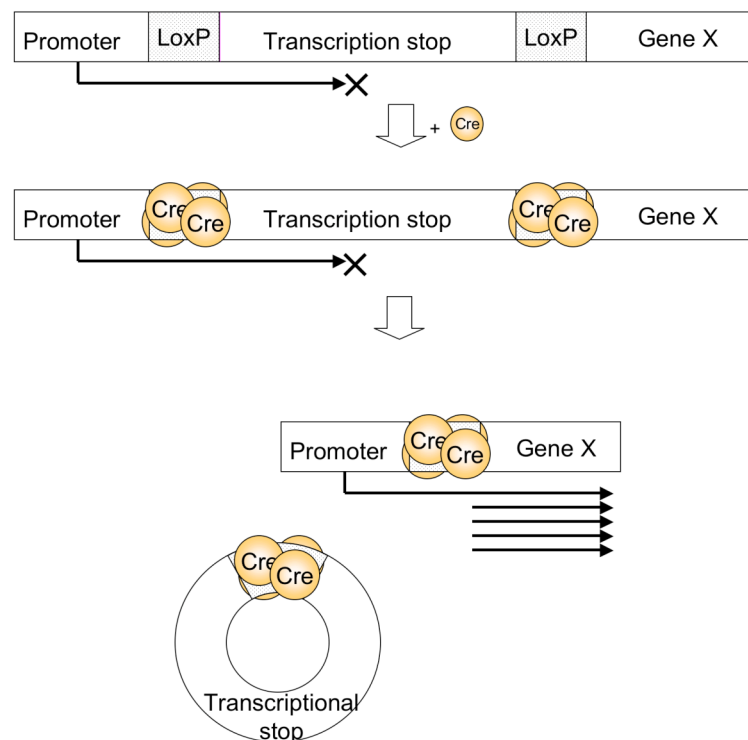 Promoter LoxP Transcription stop LoxP Gene X
+ Cre
Promoter Cre Cre Transcription stop Cre Cre Gene X
Promoter Cre Cre Gene X
Cre Cre
Transcriptional
stop